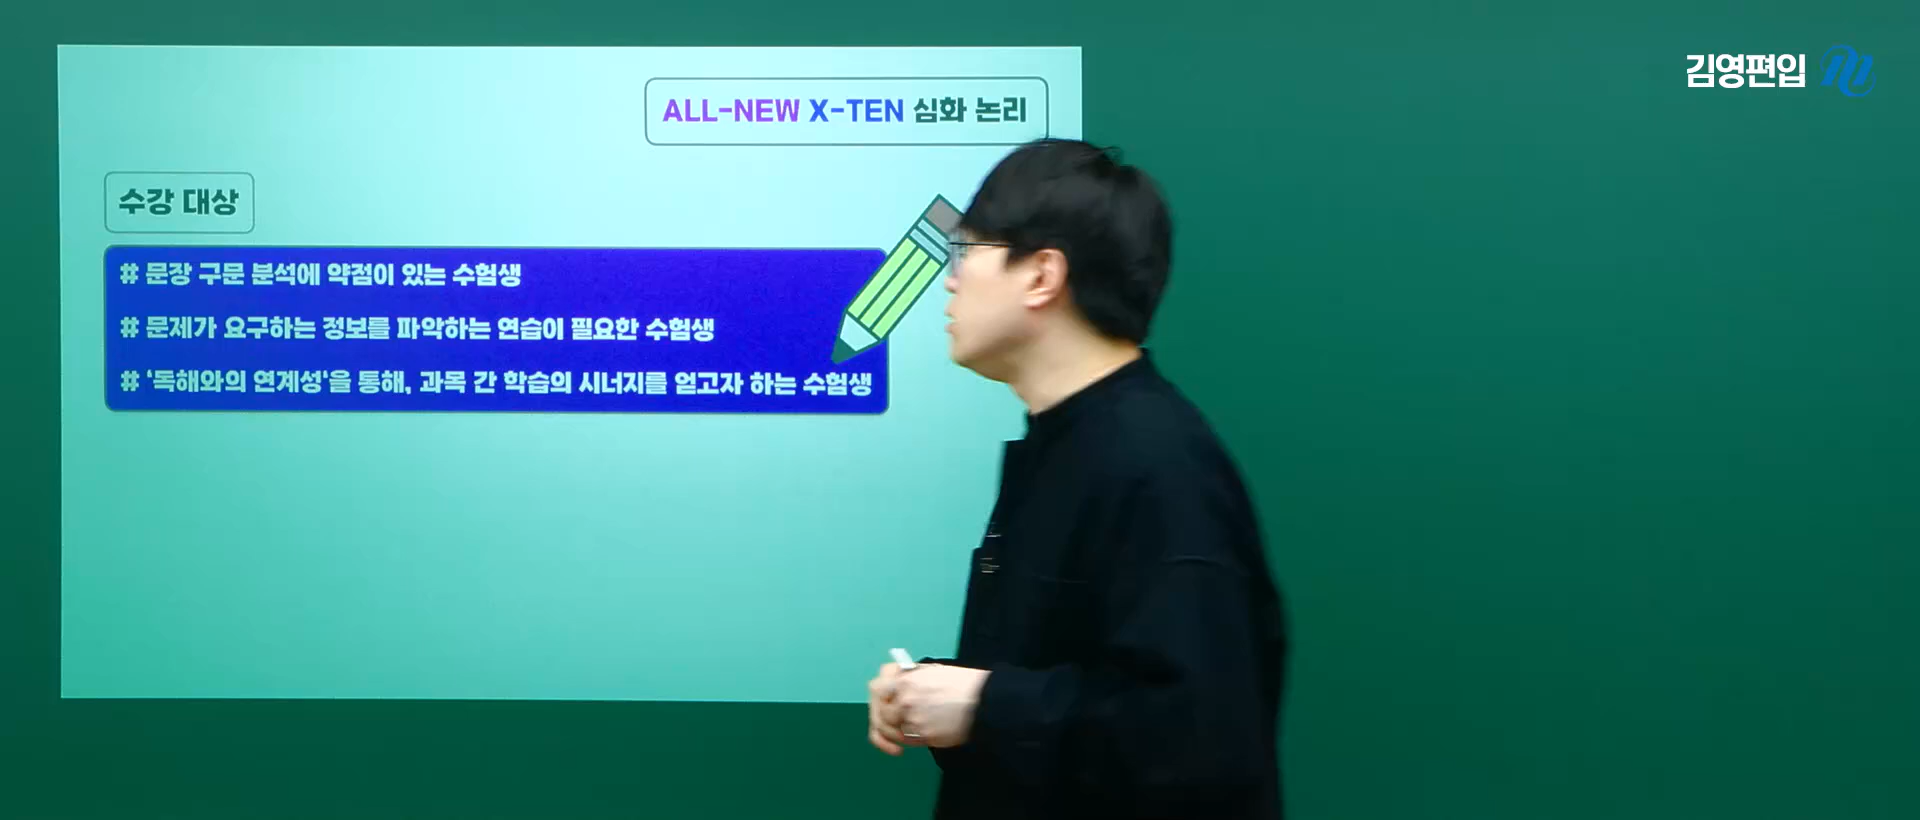 김영편입
ALL-NEW X-TEN 심화 논리
수강 대상
# 문장 구문 분석에 약점이 있는 수험생
# 문제가 요구하는 정보를 파악하는 연습이 필요한 수험생
# '독해와의 연계성'을 통해, 과목 간 학습의 시너지를 얻고자 하는 수험생